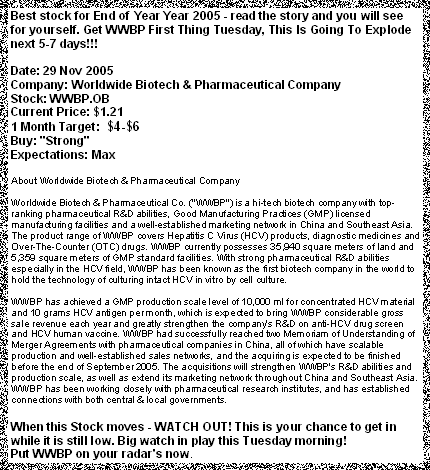 Best stock for End of Year Year 2005 - read the story and you will see
for yourself. Get WWBP First Thing Tuesday, This Is Going To Explode
next 5-7 days!!!
Date: 29 Nov 2005
Company: Worldwide Biotech & Pharmaceutical Company
Stock: WWBP.OB
Current Price: $1.21
1 Month Target: $4-$6
Buy: "Strong"
Expectations: Max
About Worldwide Biotech & Pharmaceutical Company
Worldwide Biotech & Pharmaceutical Co. ("WWBP") is a hi-tech biotech company with top-
ranking pharmaceutical R&D abilities, Good Manufacturing Practices (GMP) licensed
manufacturing facilities and a well-established marketing network in China and Southeast Asia.
The product range of WWBP covers Hepatitis C Virus (HCV) products, diagnostic medicines and
Over-The-Counter (OTC) drugs. WWBP currently possesses 35,940 square meters of land and
5,359 square meters of GMP standard facilities. With strong pharmaceutical R&D abilities
especially in the HCV field, WWBP has been known as the first biotech company in the world to
hold the technology of culturing intact HCV in vitro by cell culture.
WWBP has achieved a GMP production scale level of 10,000 ml for concentrated HCV material
and 10 grams HCV antigen per month, which is expected to bring WWBP considerable gross
sale revenue each year and greatly strengthen the company's R&D on anti-HCV drug screen
and HCV human vaccine. WWBP had successfully reached two Memoriam of Understanding of
Merger Agreements with pharmaceutical companies in China, all of which have scalable
production and well-established sales networks, and the acquiring is expected to be finished
before the end of September 2005. The acquisitions will strengthen WWBP's R&D abilities and
production scale, as well as extend its marketing network throughout China and Southeast Asia.
WWBP has been working closely with pharmaceutical research institutes, and has established
connections with both central & local governments.
When this Stock moves - WATCH OUT! This is your chance to get in
while it is still low. Big watch in play this Tuesday morning!
Put WWBP on your radar's now.